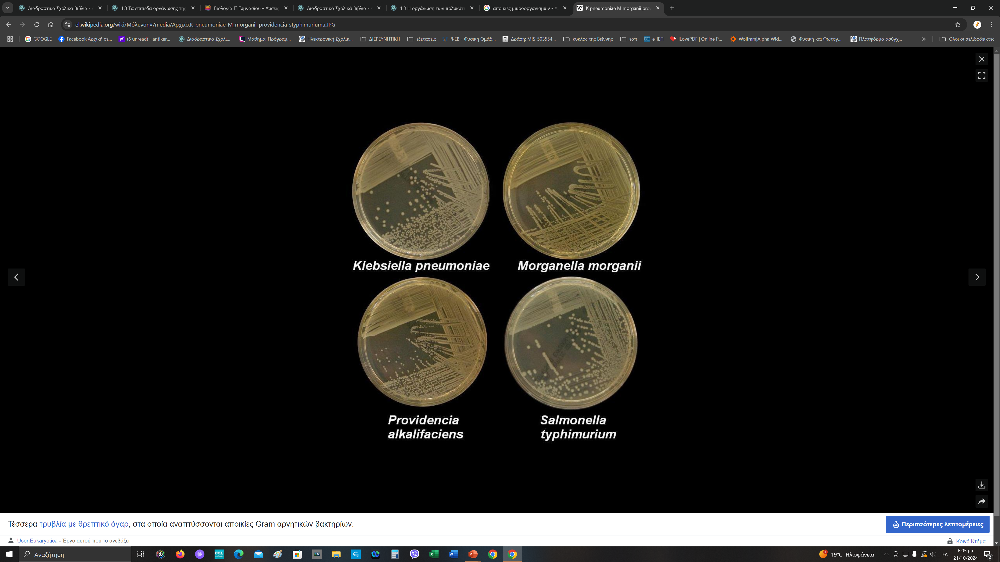 Διαδραστικά Σχολικά Βιβλία - 
1.3 Τα επίπεδα οργάνωσης της
Βιολογία Γ΄ Γυμνασίου – Λύσεις
Διαδραστικά Σχολικά Βιβλία - 
1.3 Η οργάνωση των πολυκύττ
αποικίες μικροοργανισμών - 
K pneumoniae M morganii prov
el.wikipedia.org/wiki/Μόλυνση#/media/Αρχείο:K_pneumoniae_M_morganii_providencia_styphimuriuma.JPG
GOOGLE
Facebook Αρχική σε...
(6 unread) - antiker...
Διαδραστικά Σχολι...
Μάθημα: Πρόγραμ...
Ηλεκτρονική Σχολικ...
ΔΙΕΡΕΥΝΗΤΙΚΗ
εξετασεις
ΨΕΒ - Φυσική Ομάδ...
Δράση: MIS_503554...
κυκλος της Βιέννης
εαπ
e-ΙΕΠ
iLovePDF | Online P...
Wolfram|Alpha Wid...
Φυσική και Φωτογ...
Πλατφόρμα ασύγχ...
Όλοι οι σελιδοδείκτες
Klebsiella pneumoniae
Morganella morganii
Providencia
alkalifaciens
Salmonella
typhimurium
Τέσσερα τρυβλία με θρεπτικό άγαρ, στα οποία αναπτύσσονται αποικίες Gram αρνητικών βακτηρίων.
Περισσότερες λεπτομέρειες
User:Eukaryotica - Έργο αυτού που το ανεβάζει
Κοινό Κτήμα
Αναζήτηση
1
19°C Ηλιοφάνεια
ΕΛ
6:05 μμ
21/10/2024
2